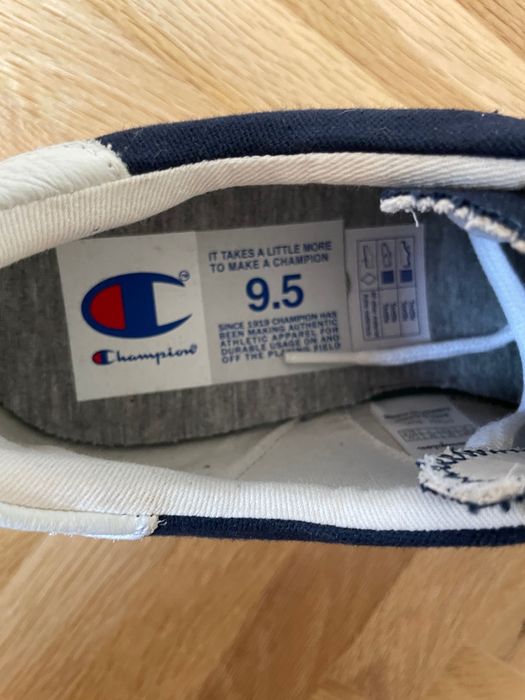 IT TAKES A LITTLE MORE
TO MAKE A CHAMPION
9.5
SINCE 1919 CHAMPION HAS
BEEN MAKING AUTHENTIC
ATHLETIC APPAREL FOR
DURABLE USAGE ON AND
OFF THE PLAYING FIELD
Champion